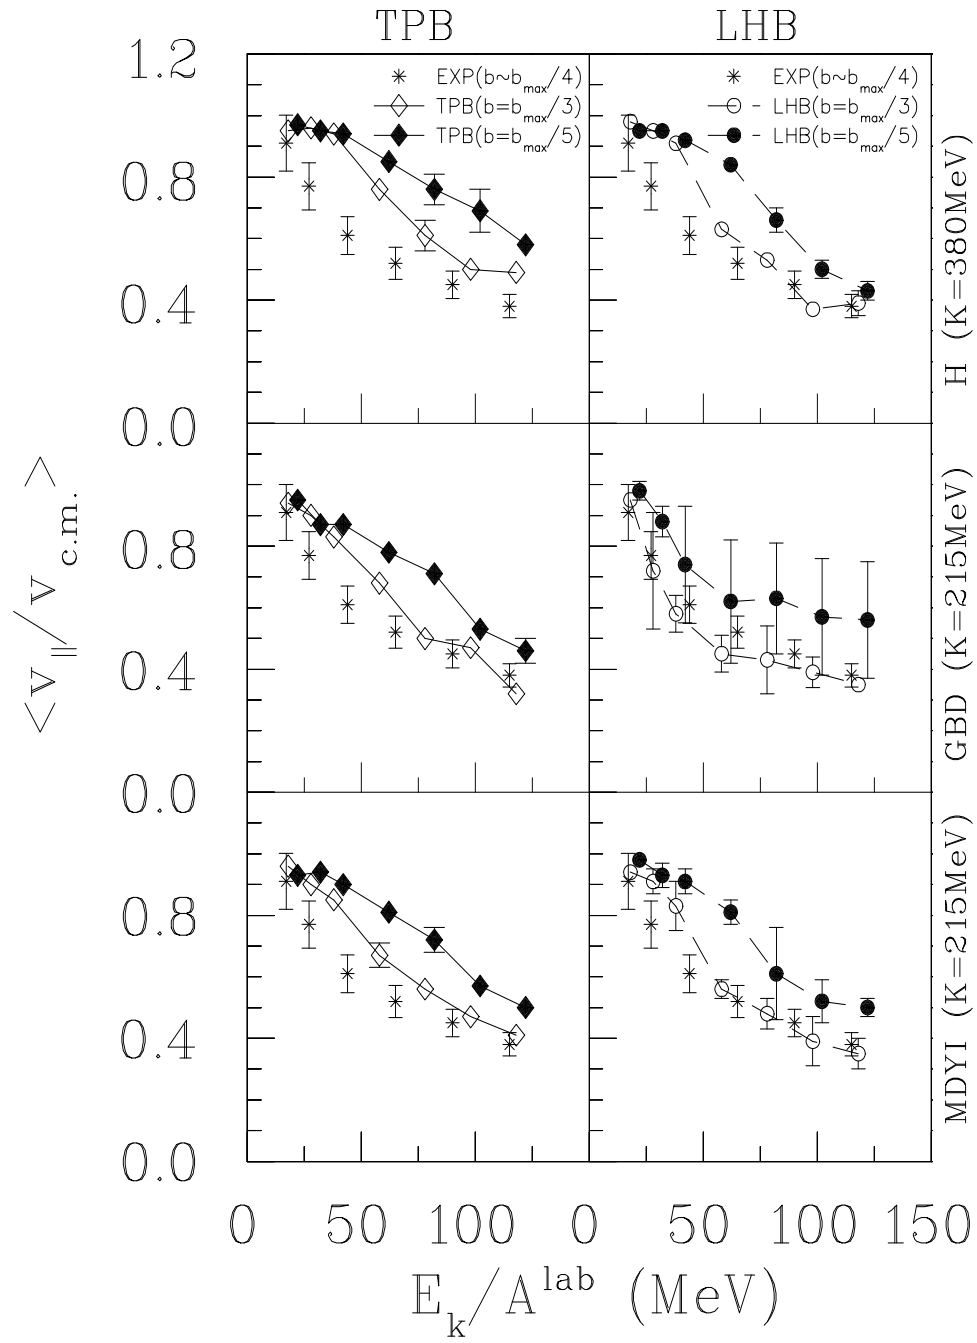 TPB LHB
1.2
EXP(b~b_max/4) EXP(b~b_max/4)
TPB(b=b_max/3) LHB(b=b_max/3)
TPB(b=b_max/5) LHB(b=b_max/5)
0.8
0.4
0.0
H (K=380MeV)
0.8
0.4
0.0
GBD (K=215MeV)
0.8
0.4
0.0
MDYI (K=215MeV)
<v_||/v_c.m.>
0 50 100 0 50 100 150
E_k/A^lab (MeV)